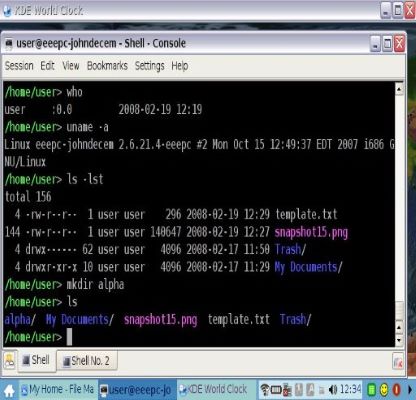 KDE World Clock
user@eeepc-johndecem - Shell - Console
Session Edit View Bookmarks Settings Help
/home/user> who
user :0.0 2008-02-19 12:19
/home/user> uname -a
Linux eeepc-johndecem 2.6.21.4-eeepc #2 Mon Oct 15 12:49:37 EDT 2007 i686 G
NU/Linux
/home/user> ls -lst
total 156
4 -rw-r--r-- 1 user user 296 2008-02-19 12:29 template.txt
144 -rw-r--r-- 1 user user 140647 2008-02-19 12:27 snapshot15.png
4 drwx------ 62 user user 4096 2008-02-17 11:50 Trash/
4 drwxr-xr-x 10 user user 4096 2008-02-17 11:29 My Documents/
/home/user> mkdir alpha
/home/user> ls
alpha/ My Documents/ snapshot15.png template.txt Trash/
/home/user>
Shell Shell No. 2
My Home - File Ma user@eeepc-jo KDE World Clock 12:34